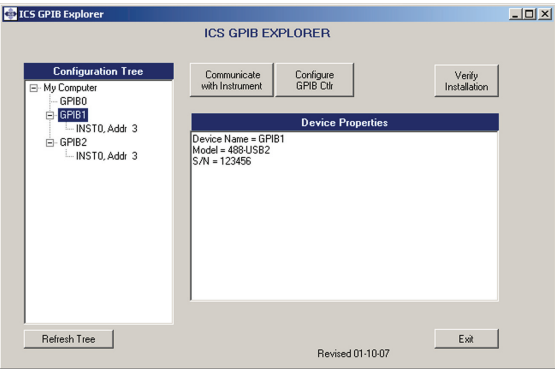 ICS GPIB Explorer
ICS GPIB EXPLORER
Configuration Tree
My Computer
GPIB0
GPIB1
INST0, Addr 3
GPIB2
INST0, Addr 3
Refresh Tree
Communicate
with Instrument
Configure
GPIB Ctlr
Verify
Installation
Device Properties
Device Name = GPIB1
Model = 488-USB2
S/N = 123456
Exit
Revised 01-10-07